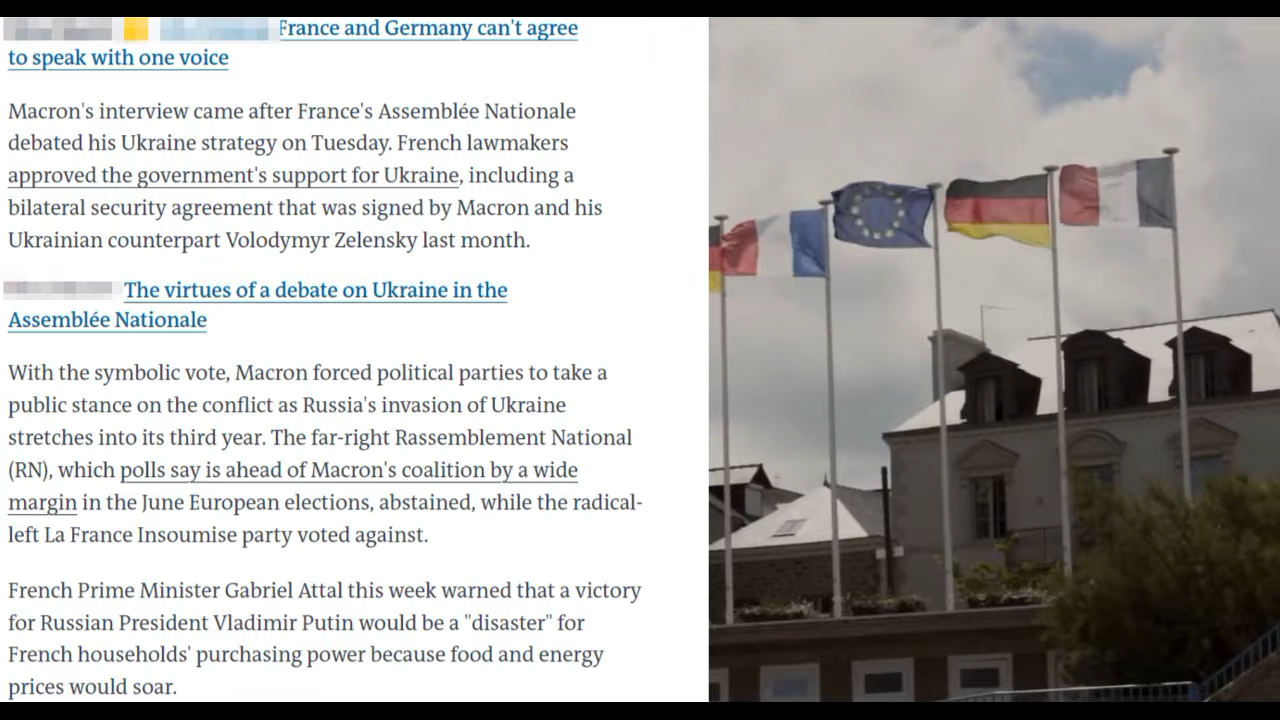 France and Germany can't agree
to speak with one voice
Macron's interview came after France's Assemblée Nationale
debated his Ukraine strategy on Tuesday. French lawmakers
approved the government's support for Ukraine, including a
bilateral security agreement that was signed by Macron and his
Ukrainian counterpart Volodymyr Zelensky last month.
The virtues of a debate on Ukraine in the
Assemblée Nationale
With the symbolic vote, Macron forced political parties to take a
public stance on the conflict as Russia's invasion of Ukraine
stretches into its third year. The far-right Rassemblement National
(RN), which polls say is ahead of Macron's coalition by a wide
margin in the June European elections, abstained, while the radical-
left La France Insoumise party voted against.
French Prime Minister Gabriel Attal this week warned that a victory
for Russian President Vladimir Putin would be a "disaster" for
French households' purchasing power because food and energy
prices would soar.